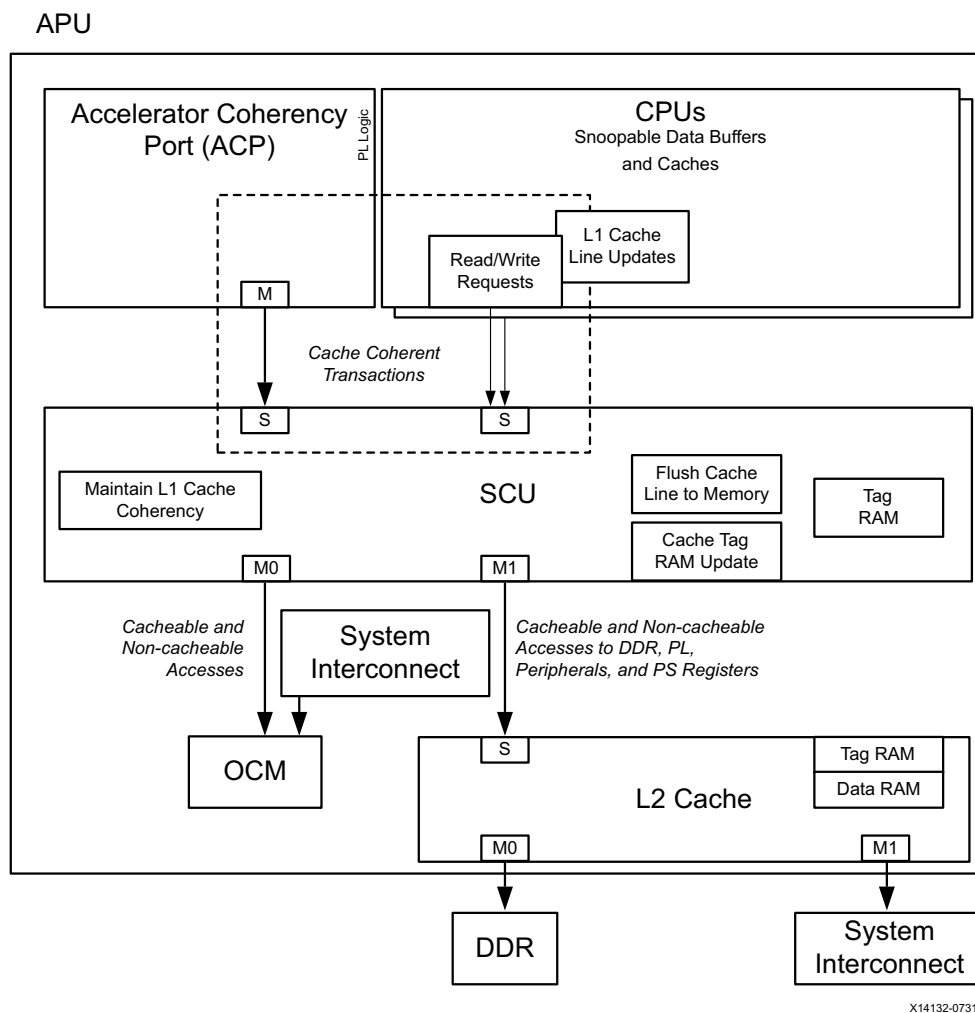 APU
Accelerator Coherency
Port (ACP)
PL Logic
CPUs
Snoopable Data Buffers
and Caches
L1 Cache
Line Updates
Read/Write
Requests
M
Cache Coherent
Transactions
S
S
Maintain L1 Cache
Coherency
SCU
Flush Cache
Line to Memory
Tag
RAM
Cache Tag
RAM Update
M0
M1
Cacheable and
Non-cacheable
Accesses
System
Interconnect
Cacheable and Non-cacheable
Accesses to DDR, PL,
Peripherals, and PS Registers
OCM
S
L2 Cache
Tag RAM
Data RAM
M0
M1
DDR
System
Interconnect
X14132-0731